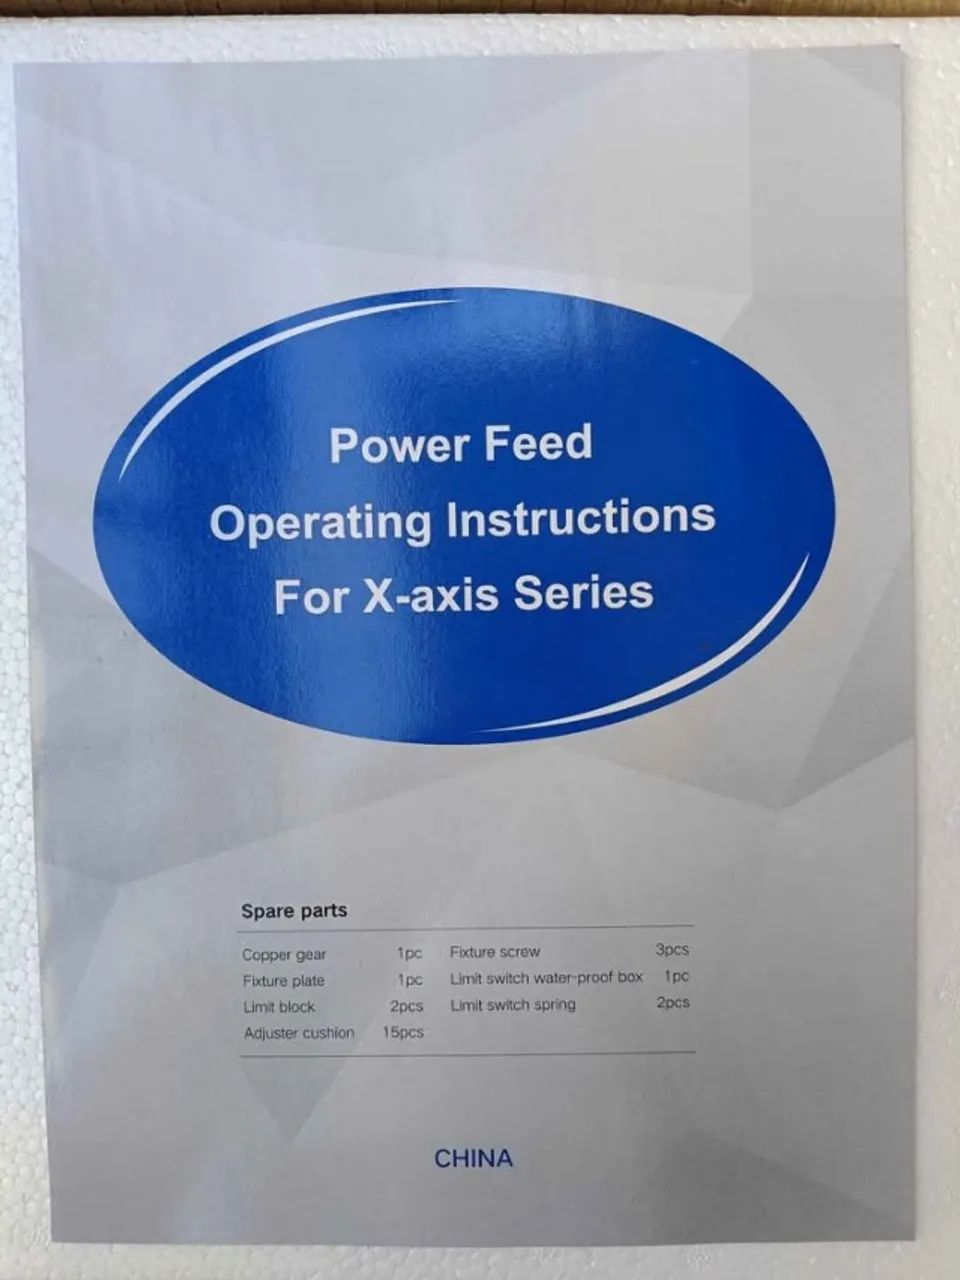 Power Feed
Operating Instructions
For X-axis Series
Spare parts
Copper gear 1pc Fixture screw 3pcs
Fixture plate 1pc Limit switch water-proof box 1pc
Limit block 2pcs Limit switch spring 2pcs
Adjuster cushion 15pcs
CHINA